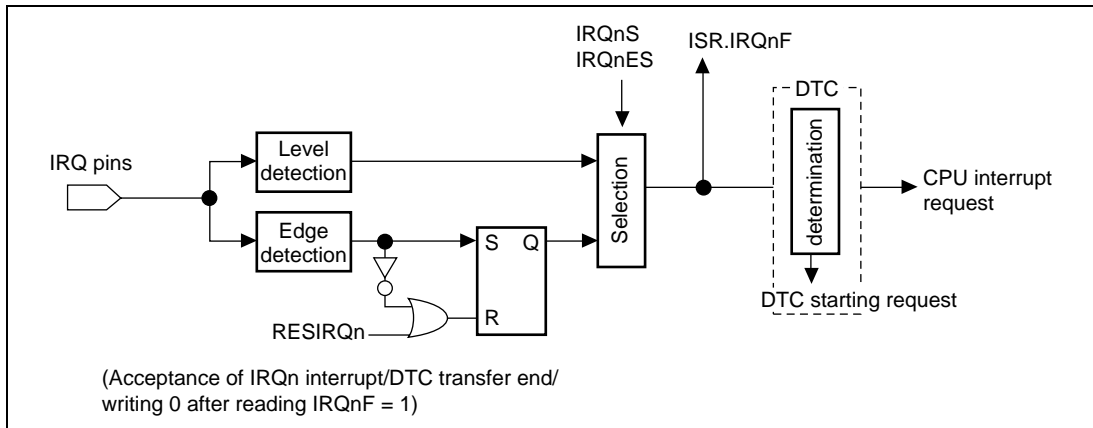 IRQnS
IRQnES
ISR.IRQnF
DTC
IRQ pins
Level
detection
Edge
detection
S Q
R
RESIRQn
Selection
determination
CPU interrupt
request
DTC starting request
(Acceptance of IRQn interrupt/DTC transfer end/
writing 0 after reading IRQnF = 1)